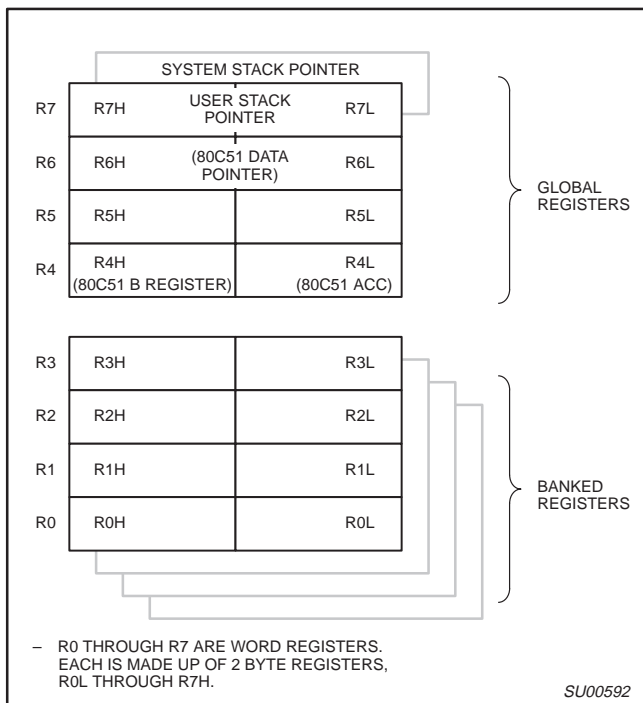 SYSTEM STACK POINTER
R7 R7H USER STACK POINTER R7L
R6 R6H (80C51 DATA POINTER) R6L
R5 R5H R5L
R4 R4H R4L
(80C51 B REGISTER) (80C51 ACC)
GLOBAL
REGISTERS
R3 R3H R3L
R2 R2H R2L
R1 R1H R1L
R0 R0H R0L
BANKED
REGISTERS
– R0 THROUGH R7 ARE WORD REGISTERS.
EACH IS MADE UP OF 2 BYTE REGISTERS,
R0L THROUGH R7H.
SU00592